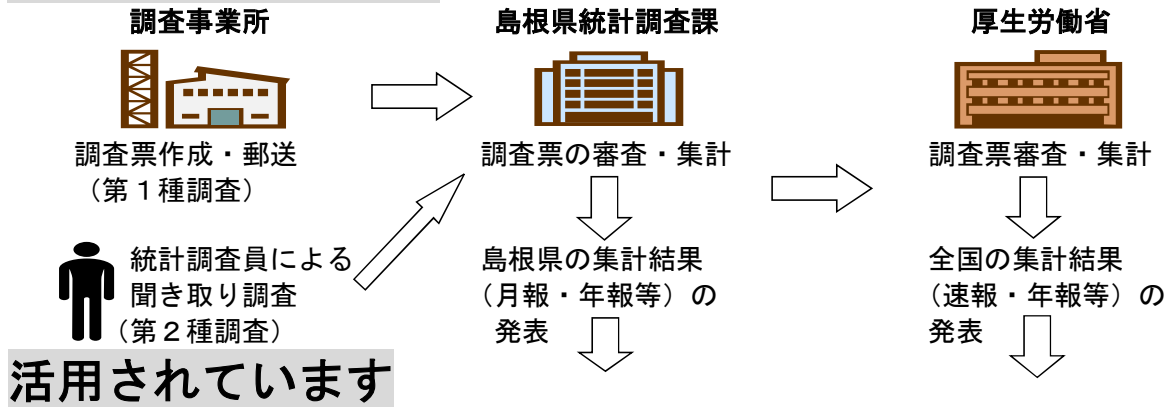 調査事業所
調査票作成・郵送
（第１種調査）
統計調査員による
聞き取り調査
（第２種調査）
島根県統計調査課
調査票の審査・集計
島根県の集計結果
（月報・年報等）の
発表
厚生労働省
調査票審査・集計
全国の集計結果
（速報・年報等）の
発表
活用されています